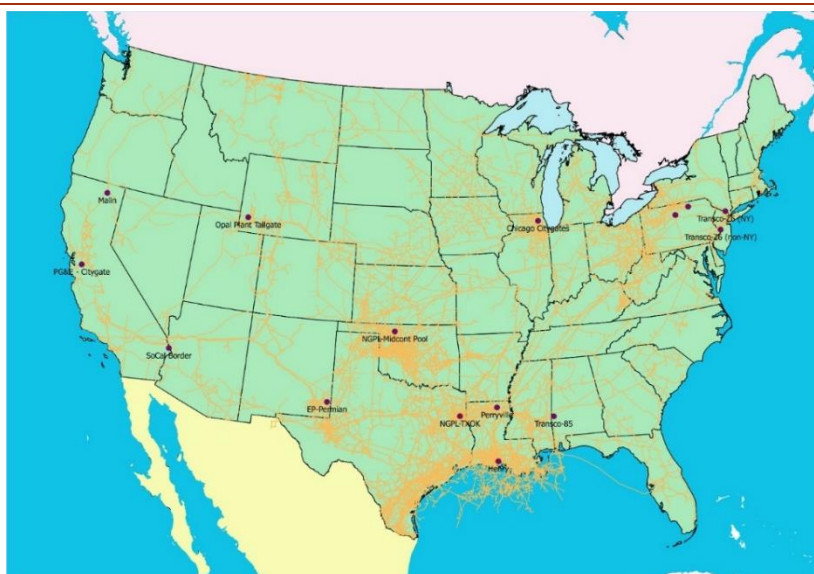 Malin
Opal Plant Tailgate
Chicago Citygates
Transco-Z6 (NY)
Transco-Z6 (non-NY)
PG&E - Citygate
SoCal Border
NGPL-Midcont Pool
EP-Permian
NGPL-TXOK
Perryville
Transco-85
Henry